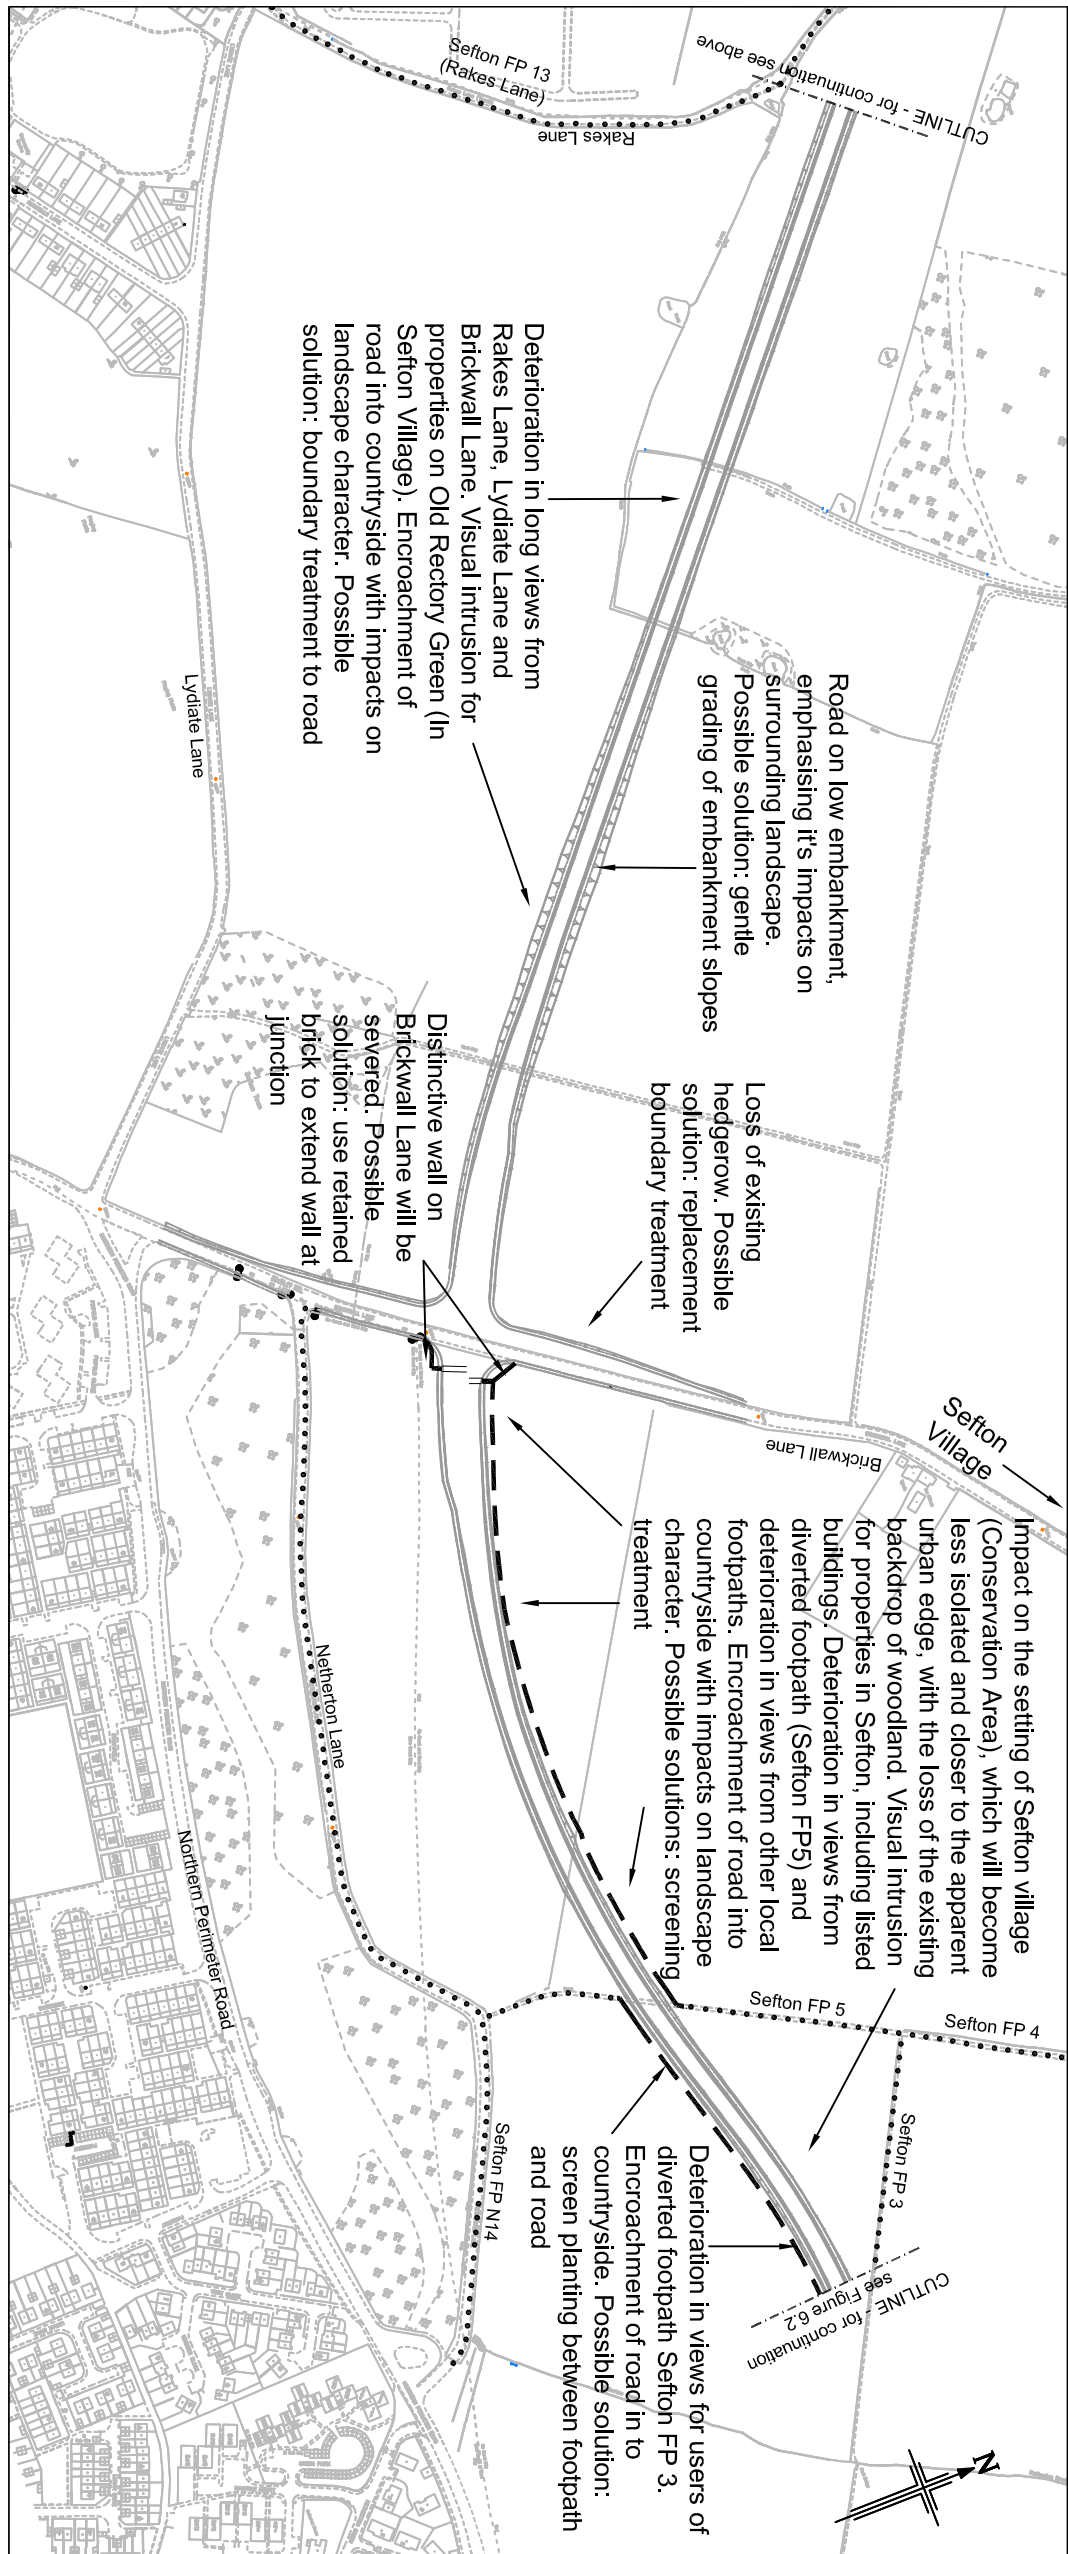 CUTLINE - for continuation see above
Sefton FP 13
(Rakes Lane)
Rakes Lane
Deterioration in long views from
Rakes Lane, Lydiate Lane and
Brickwall Lane. Visual intrusion for
properties on Old Rectory Green (In
Sefton Village). Encroachment of
road into countryside with impacts on
landscape character. Possible
solution: boundary treatment to road
Lydiate Lane
Road on low embankment,
emphasising it's impacts on
surrounding landscape.
Possible solution: gentle
grading of embankment slopes
Distinctive wall on
Brickwall Lane will be
severed. Possible
solution: use retained
brick to extend wall at
junction
Loss of existing
hedgerow. Possible
solution: replacement
boundary treatment
Sefton
Village
Brickwall Lane
Impact on the setting of Sefton village
(Conservation Area), which will become
less isolated and closer to the apparent
urban edge, with the loss of the existing
backdrop of woodland. Visual intrusion
for properties in Sefton, including listed
buildings. Deterioration in views from
diverted footpath (Sefton FP5) and
deterioration in views from other local
footpaths. Encroachment of road into
countryside with impacts on landscape
character. Possible solutions: screening
treatment
Netherton Lane
Northern Perimeter Road
Sefton FP 5
Sefton FP 4
Sefton FP 3
Sefton FP N14
Deterioration in views for users of
diverted footpath Sefton FP 3.
Encroachment of road in to
countryside. Possible solution:
screen planting between footpath
and road
CUTLINE - for continuation
see Figure 6.2
N